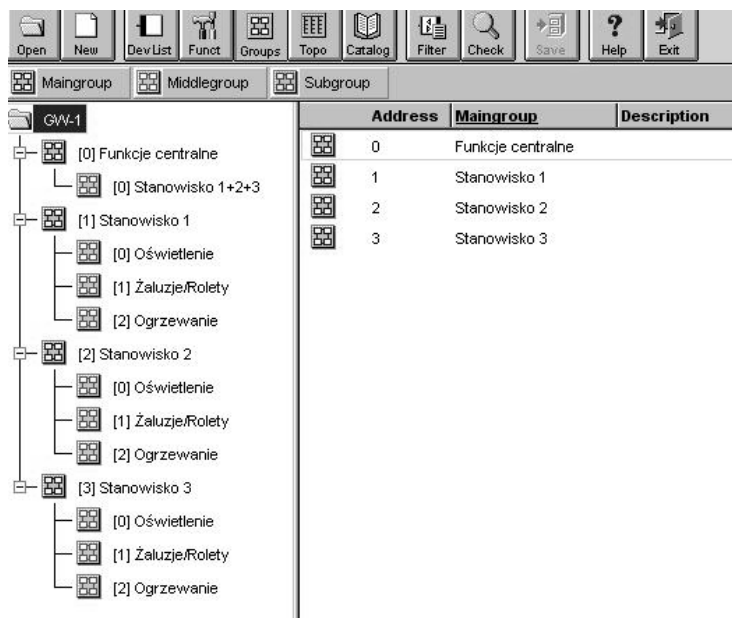 Open New Dev List Funct Groups Topo Catalog Filter Check Save Help Exit
Maingroup Middlegroup Subgroup
GW-1
[0] Funkcje centralne
[0] Stanowisko 1+2+3
[1] Stanowisko 1
[0] Oświetlenie
[1] Żaluzje/Rolety
[2] Ogrzewanie
[2] Stanowisko 2
[0] Oświetlenie
[1] Żaluzje/Rolety
[2] Ogrzewanie
[3] Stanowisko 3
[0] Oświetlenie
[1] Żaluzje/Rolety
[2] Ogrzewanie
Address Maingroup Description
0 Funkcje centralne
1 Stanowisko 1
2 Stanowisko 2
3 Stanowisko 3